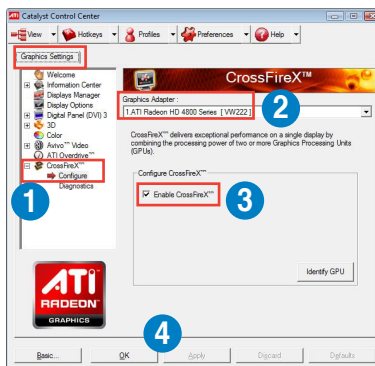 ATI Catalyst Control Center
View Hotkeys Profiles Preferences Help
Graphics Settings
Welcome
Information Center
Displays Manager
Display Options
Digital Panel (DVI) 3
3D
Color
Avivo™ Video
ATI Overdrive™
CrossFireX™
Configure
Diagnostics
1
CrossFireX™
Graphics Adapter :
1.ATI Radeon HD 4800 Series [ VW222 ]
2
CrossFireX™ delivers exceptional performance on a single display by
combining the processing power of two or more Graphics Processing Units
(GPUs).
Configure CrossFireX™
Enable CrossFireX™
3
Identify GPU
ATI
RADEON
GRAPHICS
4
Basic... OK Apply Discard Defaults